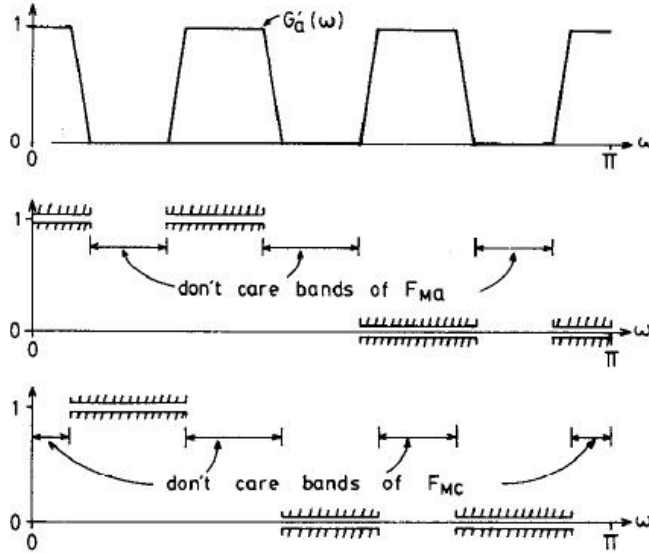 G'a(ω)
1
0
0
π
ω
1
don't care bands of FMa
0
0
π
ω
1
don't care bands of FMC
0
0
π
ω